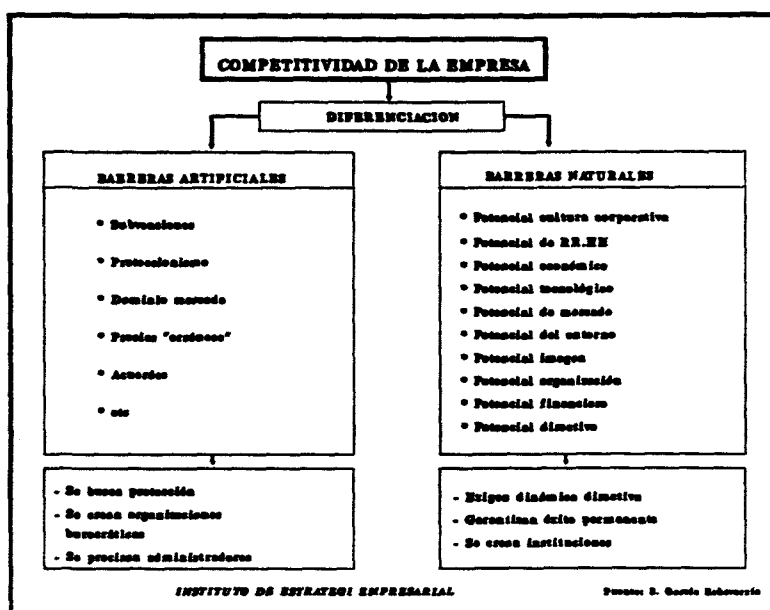 COMPETITIVIDAD DE LA EMPRESA
DIFERENCIACION
BARRERAS ARTIFICIALES
* Subvenciones
* Proteccionismo
* Dominio mercado
* Precios "erróneos"
* Acuerdos
* etc
- Se busca protección
- Se crean organizaciones
burocráticas
- Se precisan administradores
BARRERAS NATURALES
* Potencial cultura corporativa
* Potencial de RR.HH
* Potencial económico
* Potencial tecnológico
* Potencial de mercado
* Potencial del entorno
* Potencial imagen
* Potencial organización
* Potencial financiero
* Potencial directivo
- Exigen dinámica directiva
- Garantizan éxito permanente
- Se crean instituciones
INSTITUTO DE ESTRATEGI EMPRESARIAL
Fuente: S. García Echevarría